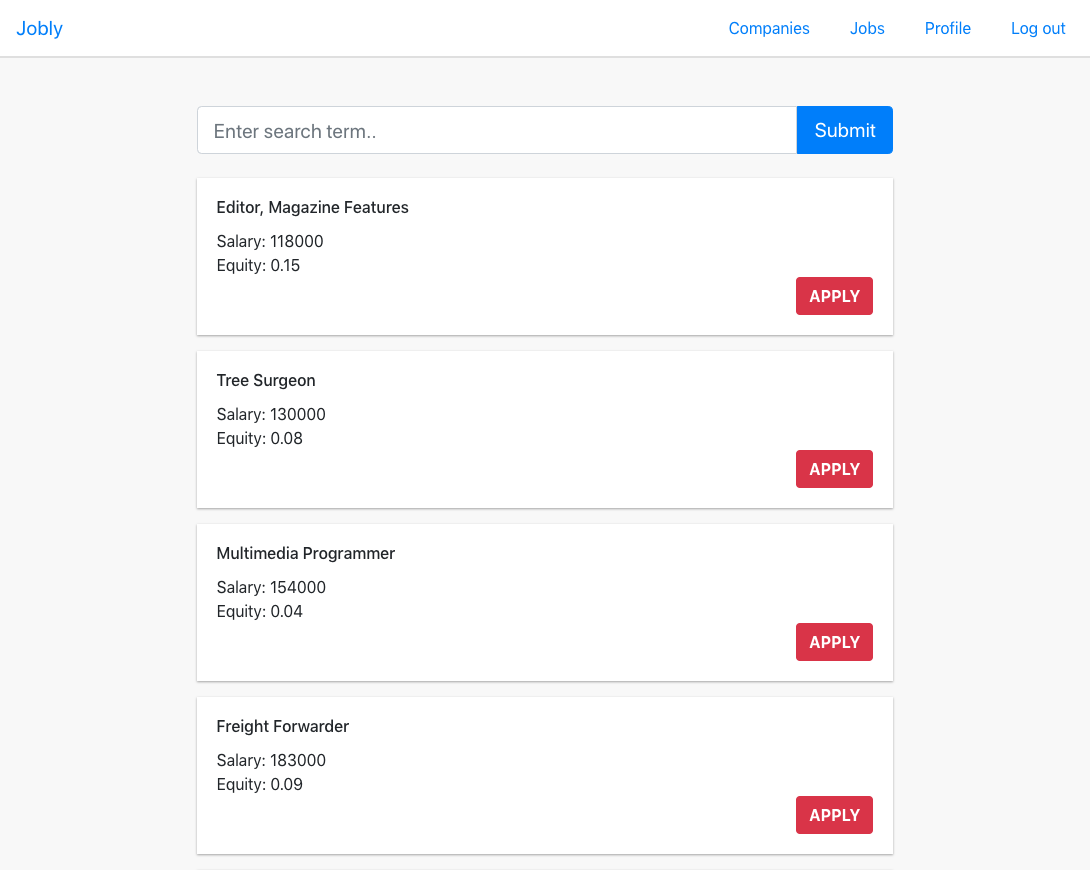 Jobly
Companies
Jobs
Profile
Log out
Enter search term..
Submit
Editor, Magazine Features
Salary: 118000
Equity: 0.15
APPLY
Tree Surgeon
Salary: 130000
Equity: 0.08
APPLY
Multimedia Programmer
Salary: 154000
Equity: 0.04
APPLY
Freight Forwarder
Salary: 183000
Equity: 0.09
APPLY